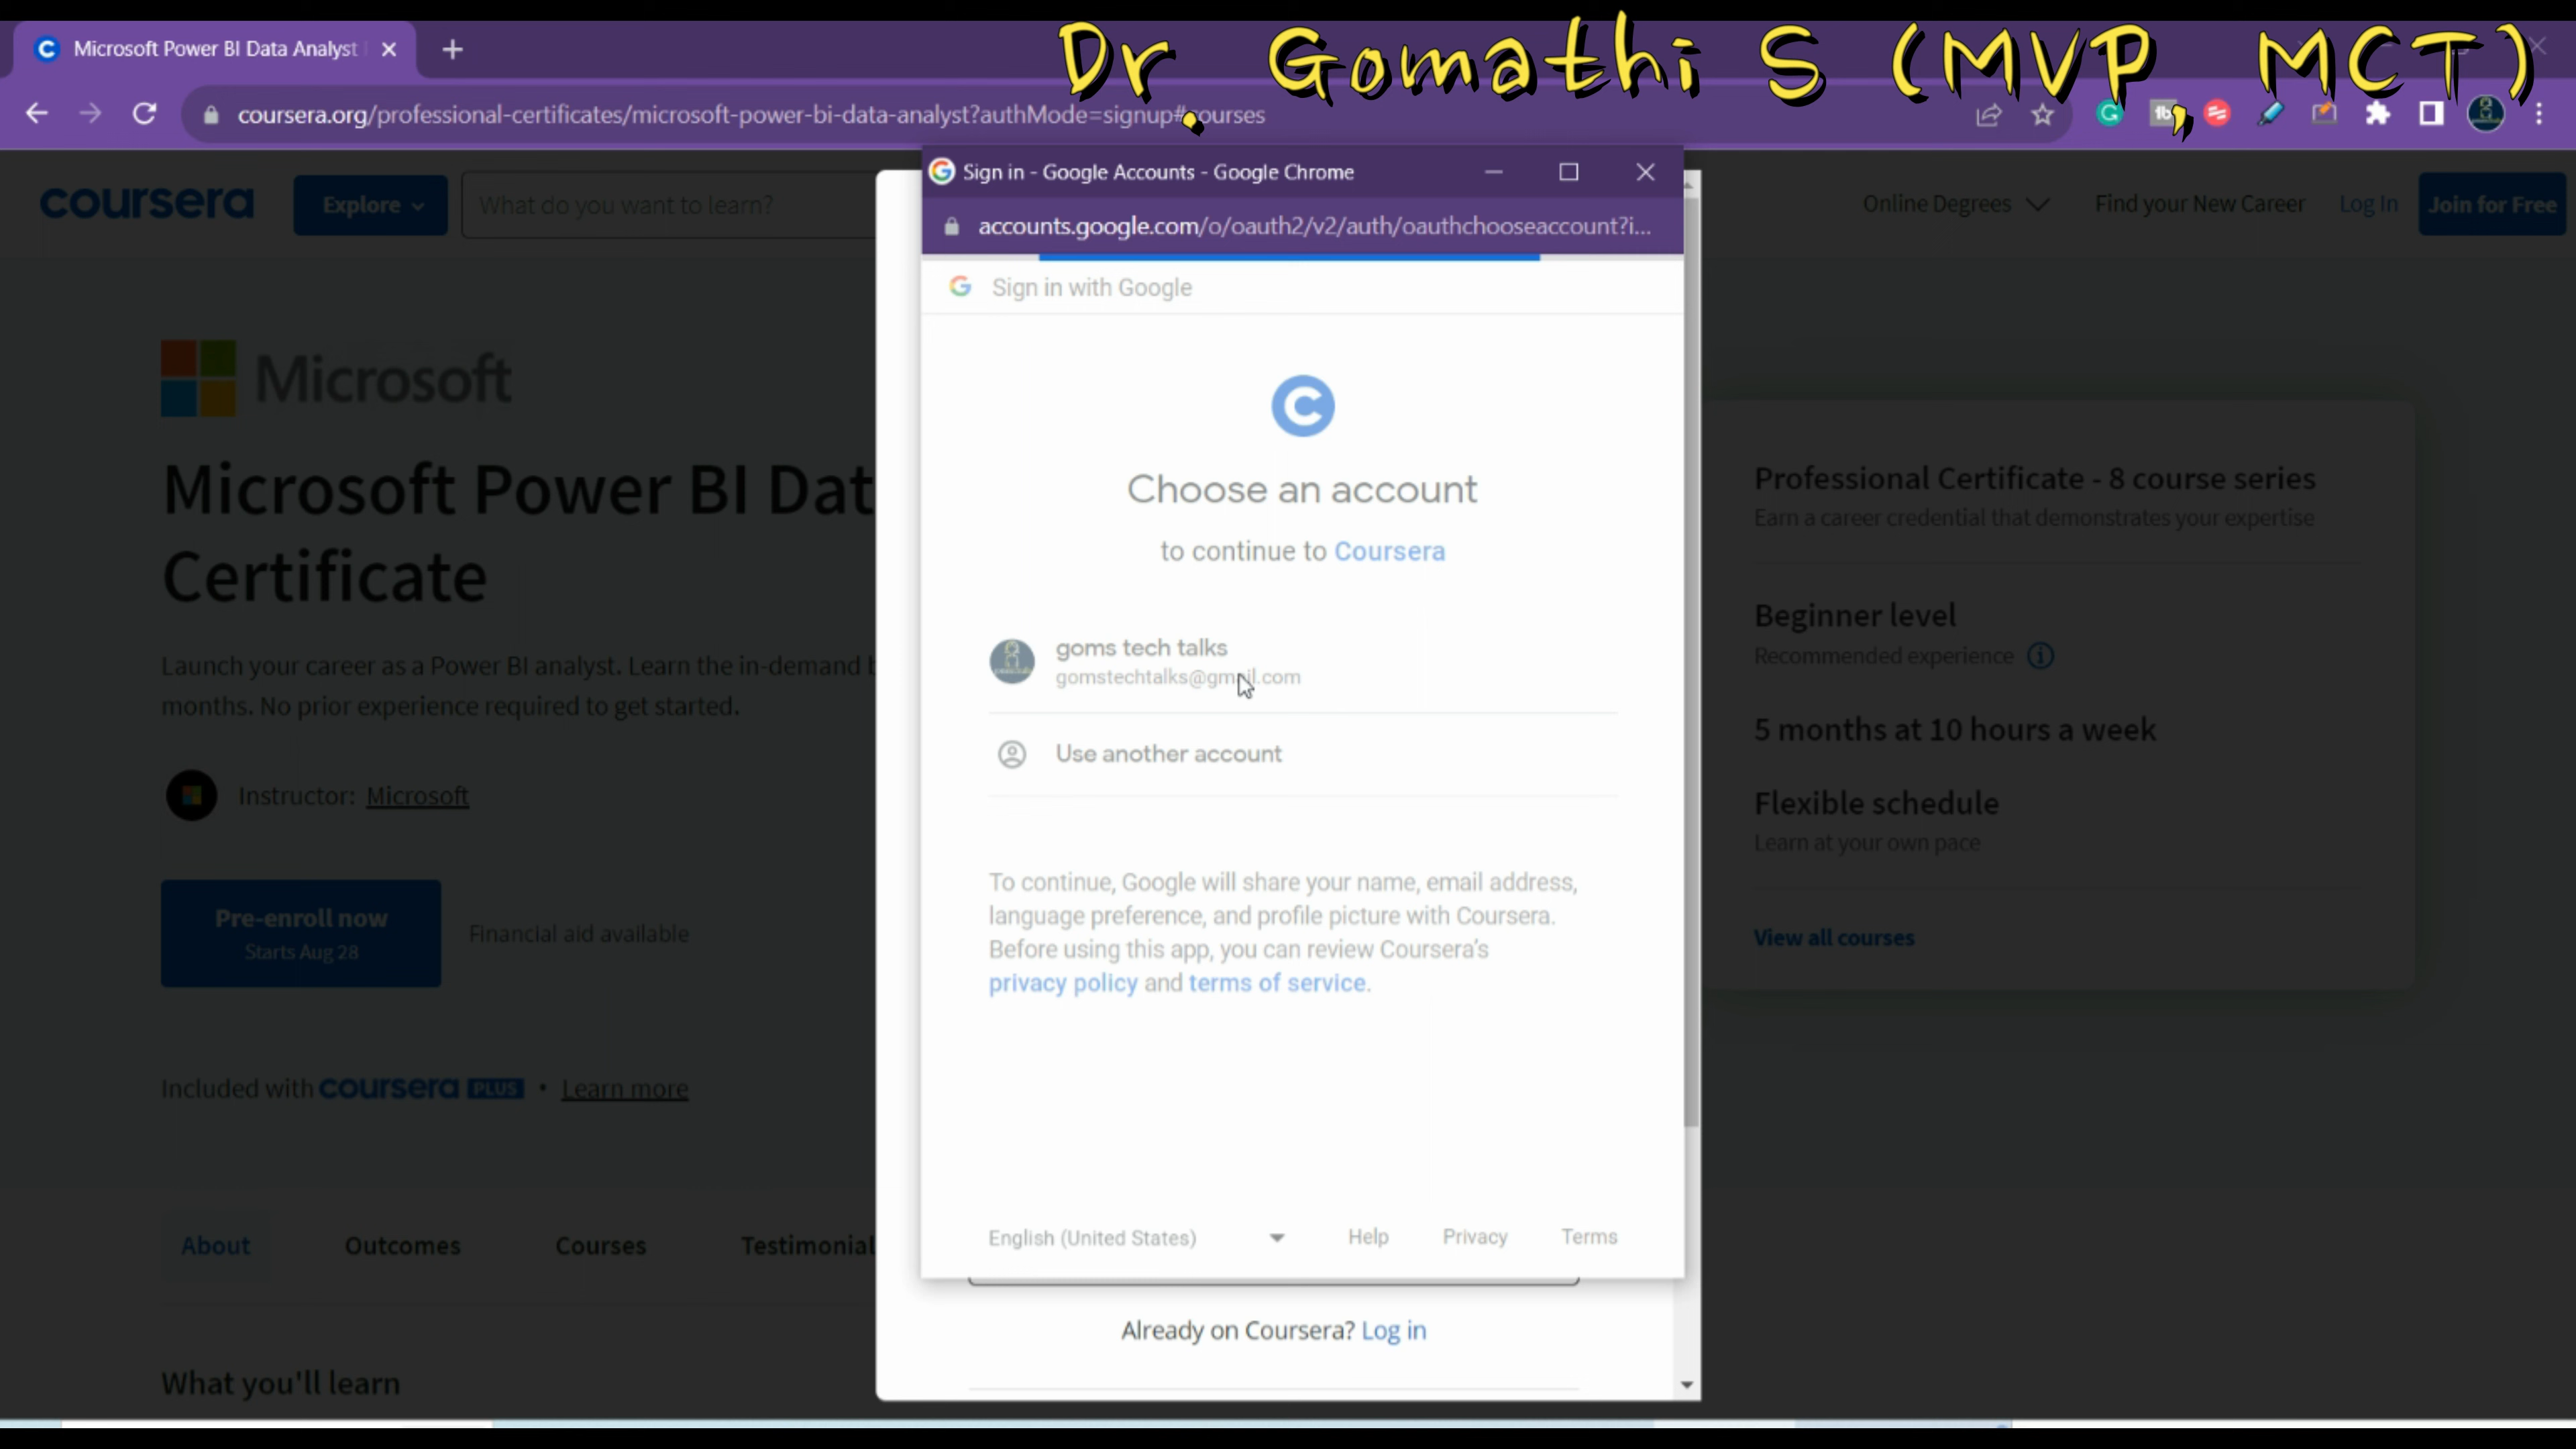 Microsoft Power BI Data Analyst
Dr Gomathi S (MVP, MCT)
coursera.org/professional-certificates/microsoft-power-bi-data-analyst?authMode=signup#courses
Sign in - Google Accounts - Google Chrome
accounts.google.com/o/oauth2/v2/auth/oauthchooseaccount?i...
coursera
Explore
What do you want to learn?
Online Degrees
Find your New Career
Log In
Join for Free
Sign in with Google
Microsoft
Microsoft Power BI Dat
Certificate
Launch your career as a Power BI analyst. Learn the in-demand b
months. No prior experience required to get started.
Instructor: Microsoft
Pre-enroll now
Starts Aug 28
Financial aid available
Included with coursera PLUS • Learn more
About
Outcomes
Courses
Testimonial
What you'll learn
Choose an account
to continue to Coursera
goms tech talks
gomstechtalks@gmail.com
Use another account
To continue, Google will share your name, email address,
language preference, and profile picture with Coursera.
Before using this app, you can review Coursera's
privacy policy and terms of service.
English (United States)
Help
Privacy
Terms
Already on Coursera? Log in
Professional Certificate - 8 course series
Earn a career credential that demonstrates your expertise
Beginner level
Recommended experience
5 months at 10 hours a week
Flexible schedule
Learn at your own pace
View all courses